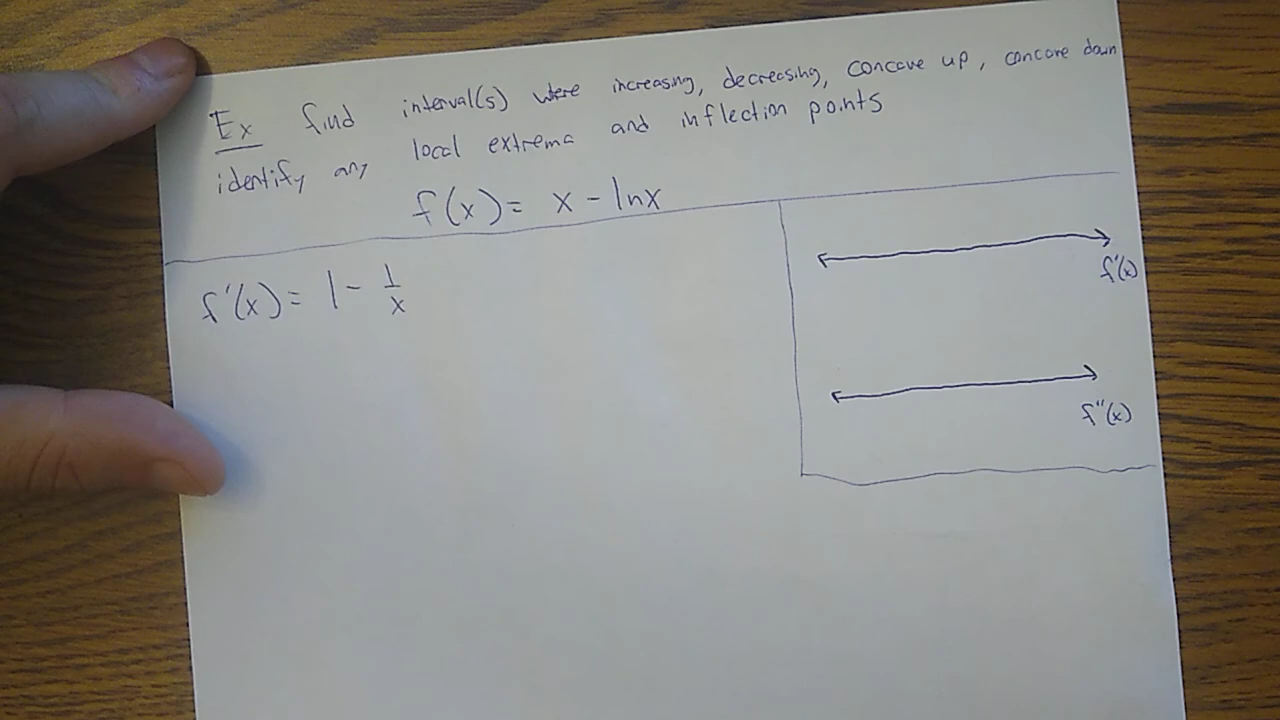 Ex find interval(s) where increasing, decreasing, concave up, concave down
identify any local extrema and inflection points
f(x) = x - lnx
f'(x) = 1 - 1/x
f'(x)
f"(x)